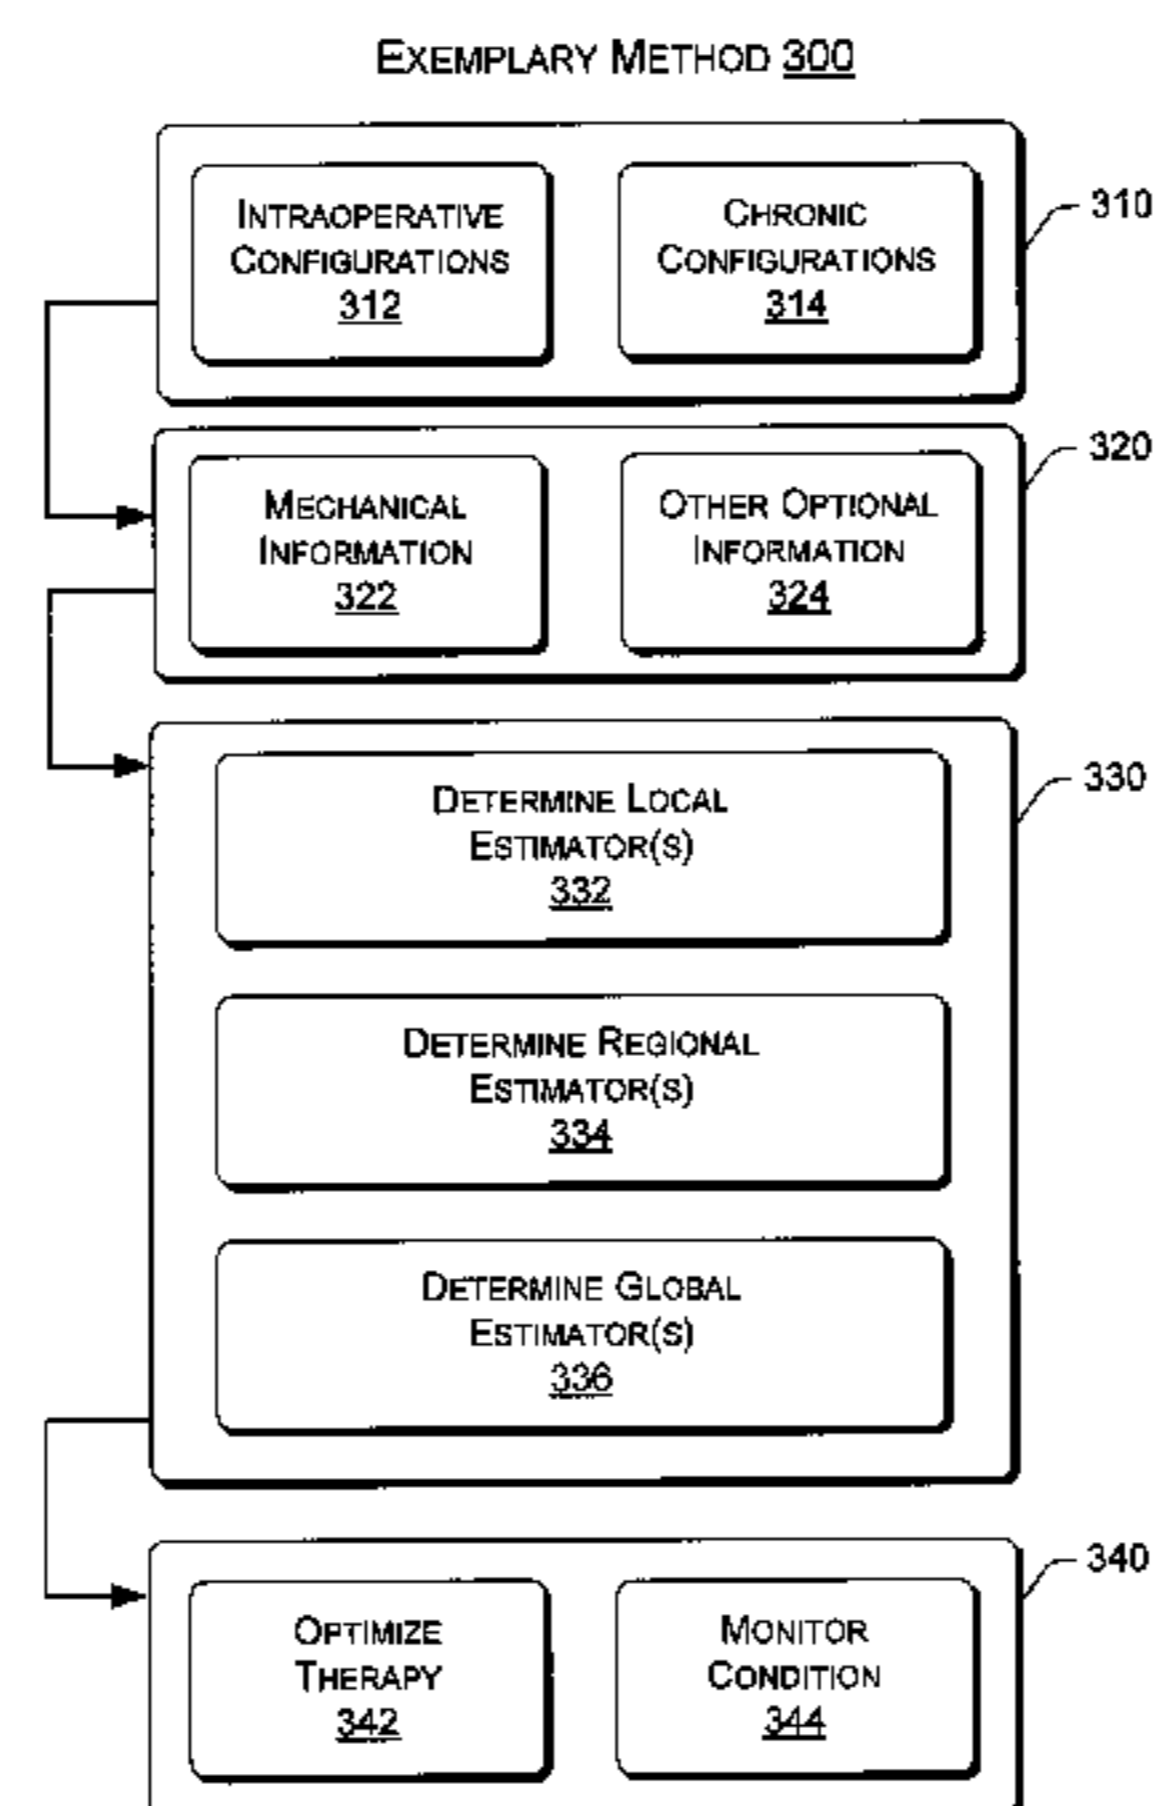 EXEMPLARY METHOD 300
INTRAOPERATIVE
CONFIGURATIONS
312
CHRONIC
CONFIGURATIONS
314
310
MECHANICAL
INFORMATION
322
OTHER OPTIONAL
INFORMATION
324
320
DETERMINE LOCAL
ESTIMATOR(S)
332
330
DETERMINE REGIONAL
ESTIMATOR(S)
334
DETERMINE GLOBAL
ESTIMATOR(S)
336
OPTIMIZE
THERAPY
342
MONITOR
CONDITION
344
340